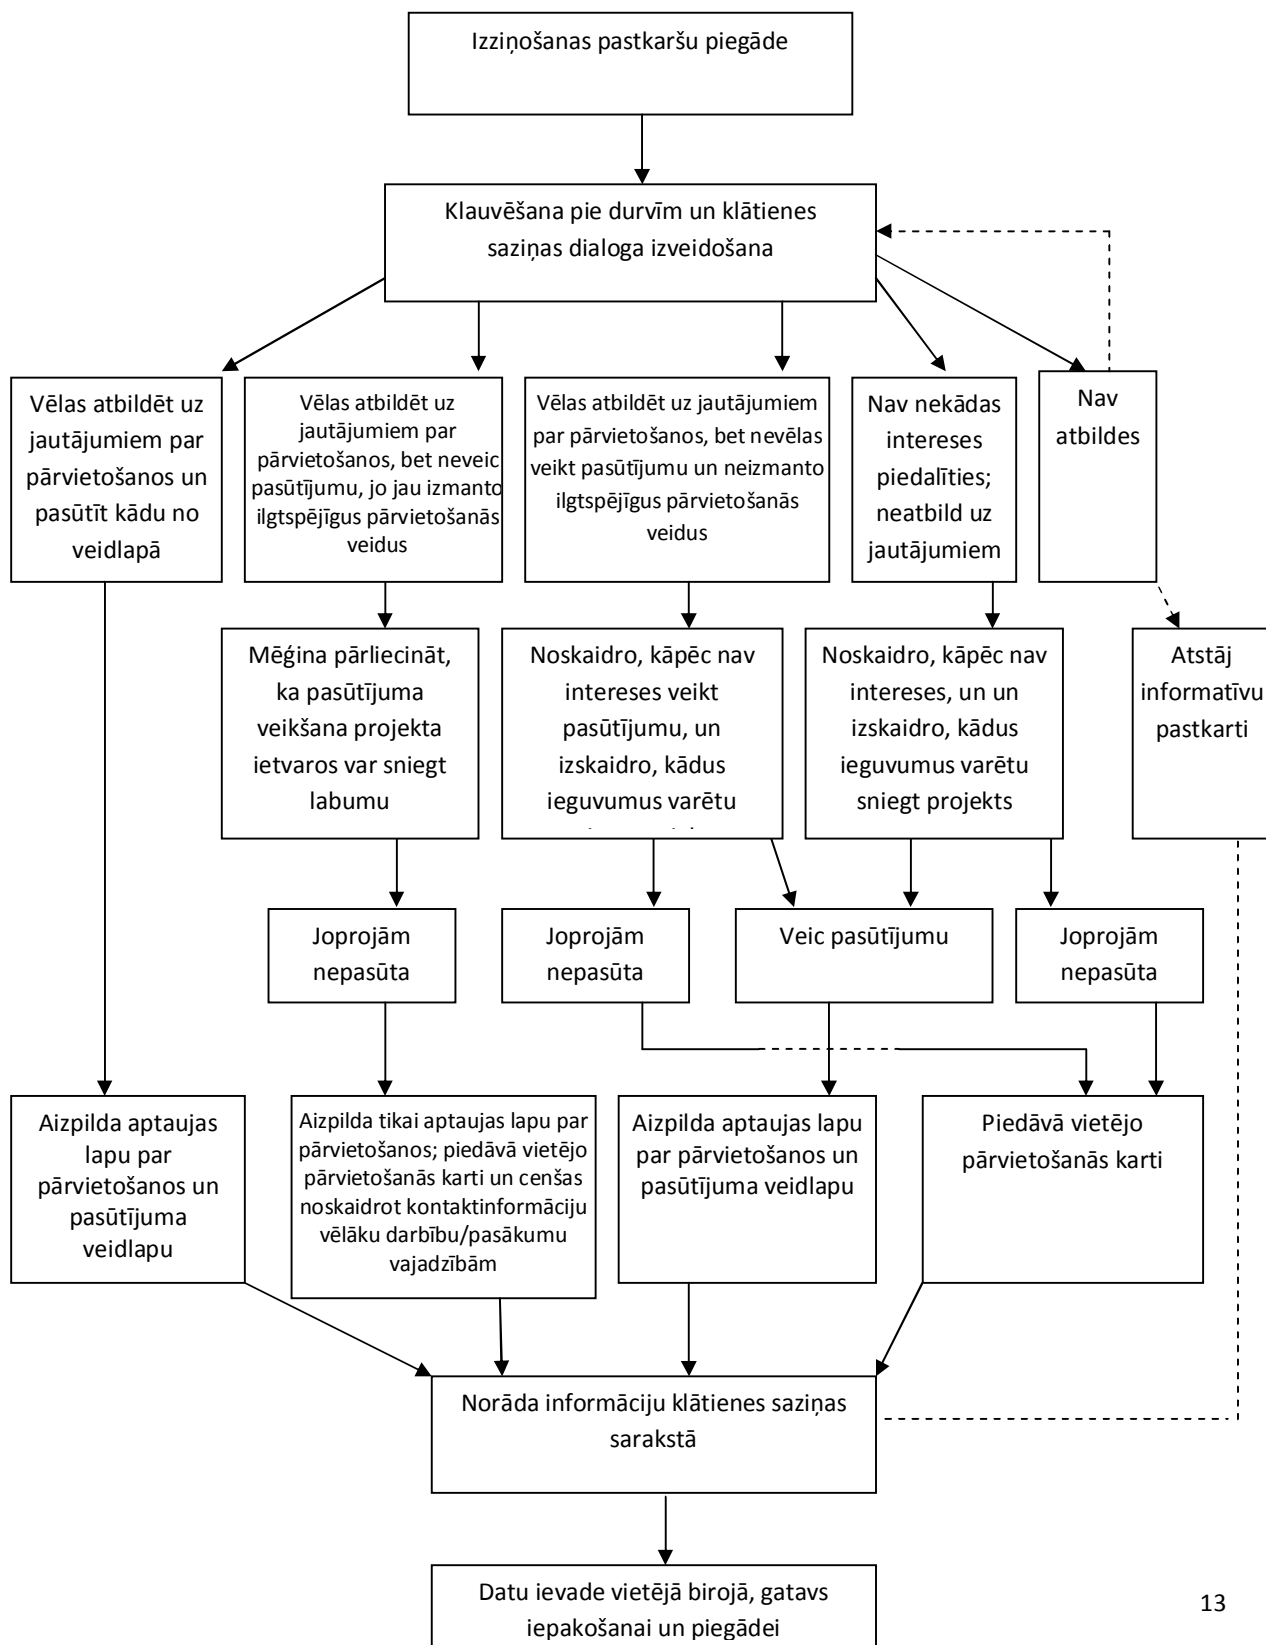 Izziņošanas pastkaršu piegāde
Klauvēšana pie durvīm un klātienes
saziņas dialoga izveidošana
Vēlas atbildēt uz
jautājumiem par
pārvietošanos un
pasūtīt kādu no
veidlapā
Vēlas atbildēt uz
jautājumiem par
pārvietošanos, bet neveic
pasūtījumu, jo jau izmanto
ilgtspējīgus pārvietošanās
veidus
Vēlas atbildēt uz jautājumiem
par pārvietošanos, bet nevēlas
veikt pasūtījumu un neizmanto
ilgtspējīgus pārvietošanās
veidus
Nav nekādas
intereses
piedalīties;
neatbild uz
jautājumiem
Nav
atbildes
Mēģina pārliecināt,
ka pasūtījuma
veikšana projekta
ietvaros var sniegt
labumu
Noskaidro, kāpēc nav
intereses veikt
pasūtījumu, un
izskaidro, kādus
ieguvumus varētu
Noskaidro, kāpēc nav
intereses, un un
izskaidro, kādus
ieguvumus varētu
sniegt projekts
Atstāj
informatīvu
pastkarti
Joprojām
nepasūta
Joprojām
nepasūta
Veic pasūtījumu
Joprojām
nepasūta
Aizpilda aptaujas
lapu par
pārvietošanos un
pasūtījuma
veidlapu
Aizpilda tikai aptaujas lapu par
pārvietošanos; piedāvā vietējo
pārvietošanās karti un cenšas
noskaidrot kontaktinformāciju
vēlāku darbību/pasākumu
vajadzībām
Aizpilda aptaujas lapu
par pārvietošanos un
pasūtījuma veidlapu
Piedāvā vietējo
pārvietošanās karti
Norāda informāciju klātienes saziņas
sarakstā
Datu ievade vietējā birojā, gatavs
iepakošanai un piegādei
13